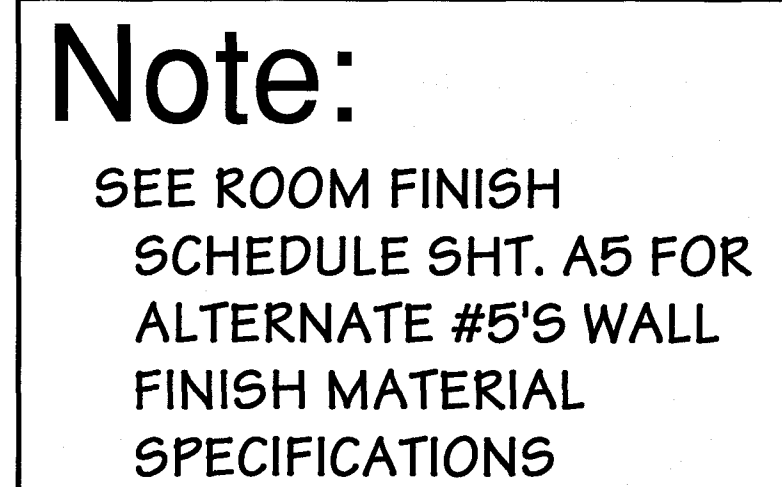 Note:
SEE ROOM FINISH
SCHEDULE SHT. A5 FOR
ALTERNATE #5'S WALL
FINISH MATERIAL
SPECIFICATIONS